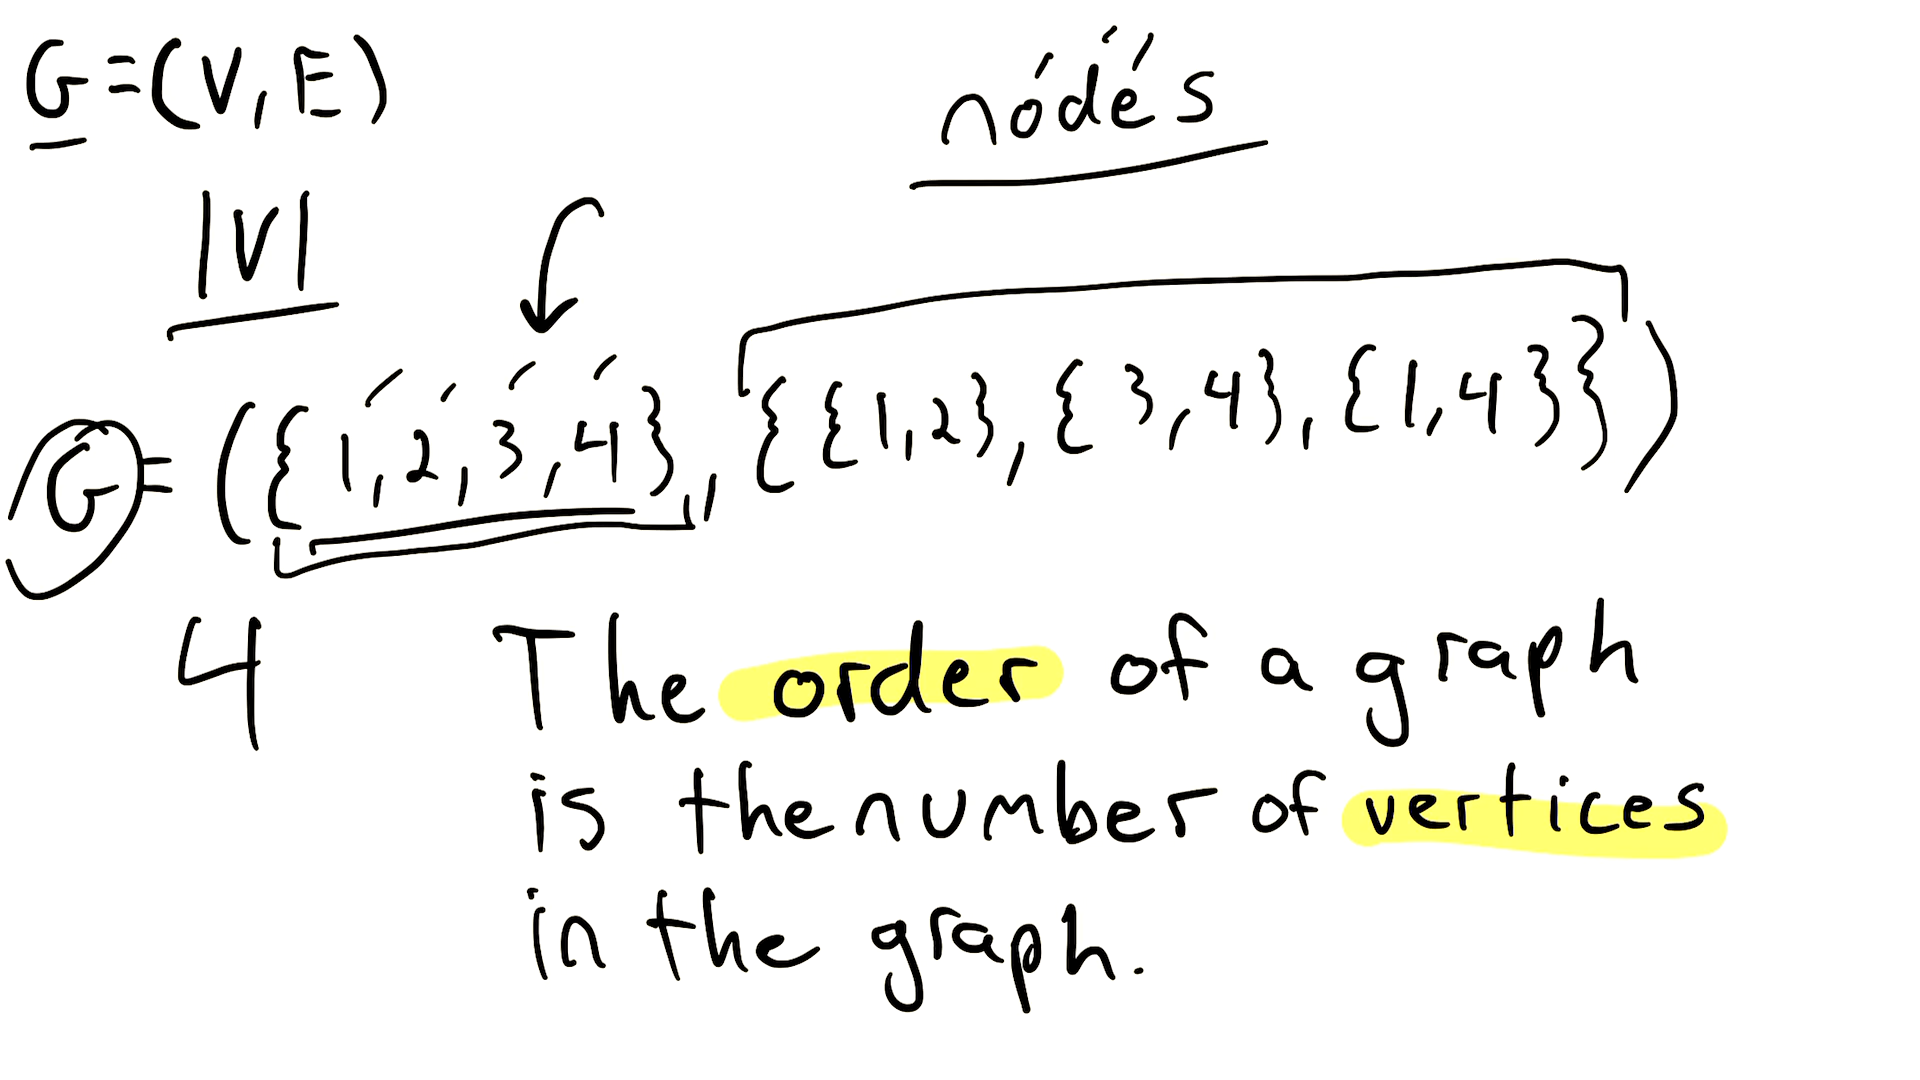 G=(V,E)
nodes
|V|
G=({1,2,3,4},{{1,2},{3,4},{1,4}})
4
The order of a graph
is the number of vertices
in the graph.